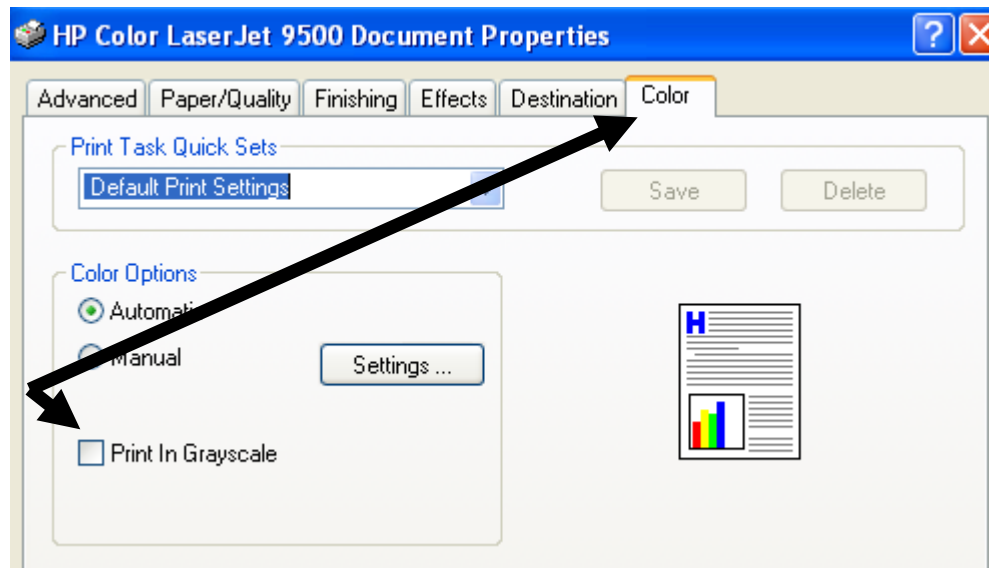 HP Color LaserJet 9500 Document Properties
Advanced Paper/Quality Finishing Effects Destination Color
Print Task Quick Sets
Default Print Settings Save Delete
Color Options
Automatic
Manual Settings ...
Print In Grayscale
H